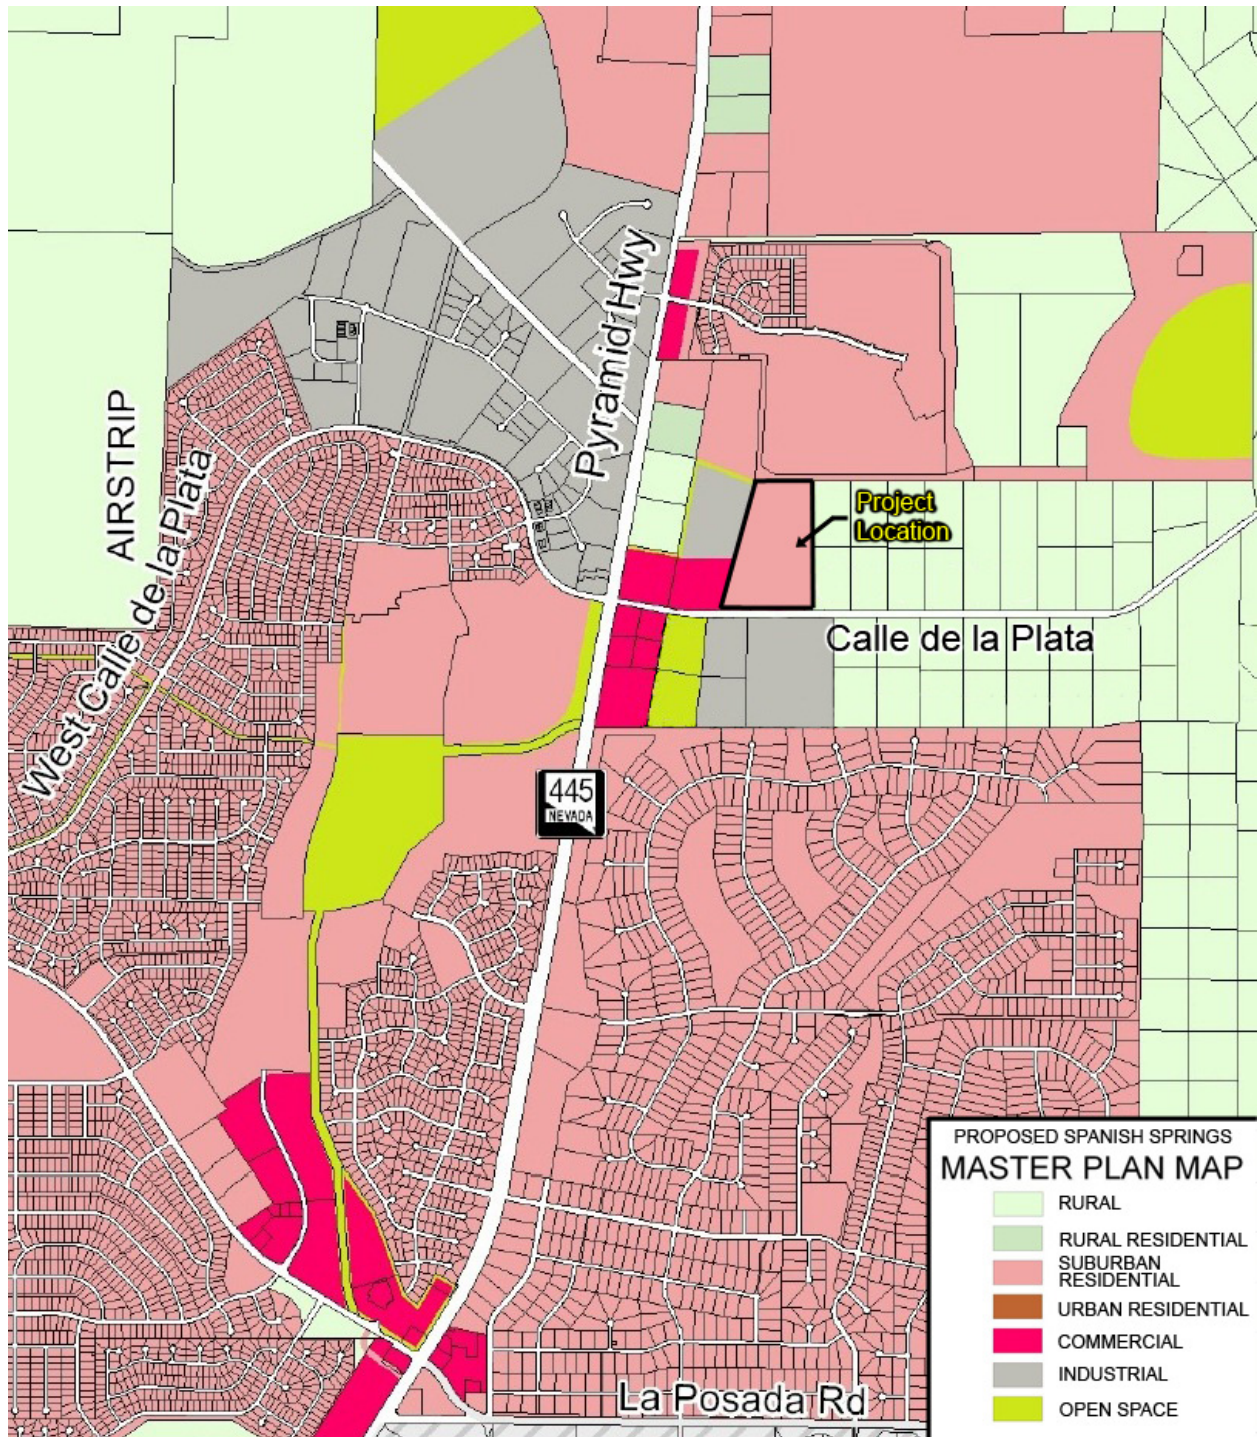 Pyramid Hwy
AIRSTRIP
West Calle de la Plata
Project
Location
Calle de la Plata
445
NEVADA
PROPOSED SPANISH SPRINGS
MASTER PLAN MAP
RURAL
RURAL RESIDENTIAL
SUBURBAN
RESIDENTIAL
URBAN RESIDENTIAL
COMMERCIAL
INDUSTRIAL
OPEN SPACE
La Posada Rd